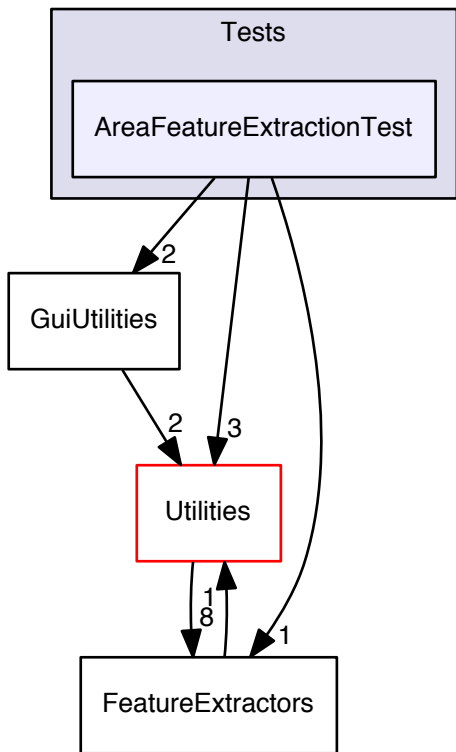 Tests
AreaFeatureExtractionTest
2
GuiUtilities
2
3
Utilities
1
8
1
FeatureExtractors